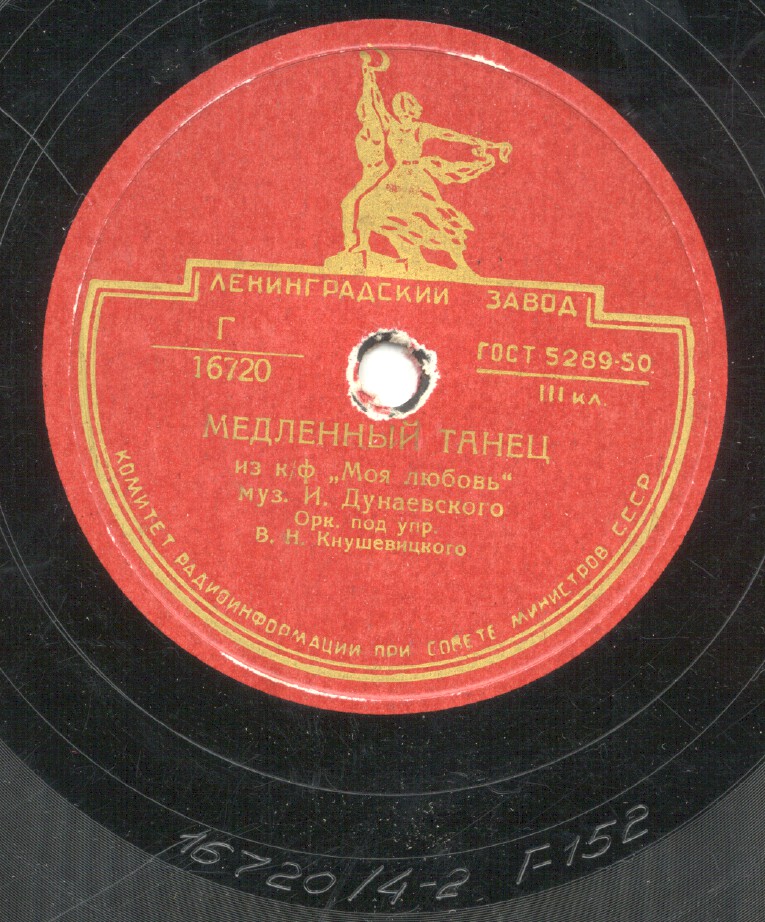 ЛЕНИНГРАДСКИЙ ЗАВОД
Г
16720
ГОСТ 5289-50
III кл.
МЕДЛЕННЫЙ ТАНЕЦ
из к/ф „Моя любовь“
муз. И. Дунаевского
Орк. под упр.
В. Н. Кнушевицкого
КОМИТЕТ РАДИОИНФОРМАЦИИ ПРИ СОВЕТЕ МИНИСТРОВ СССР
16720/4-2 F152